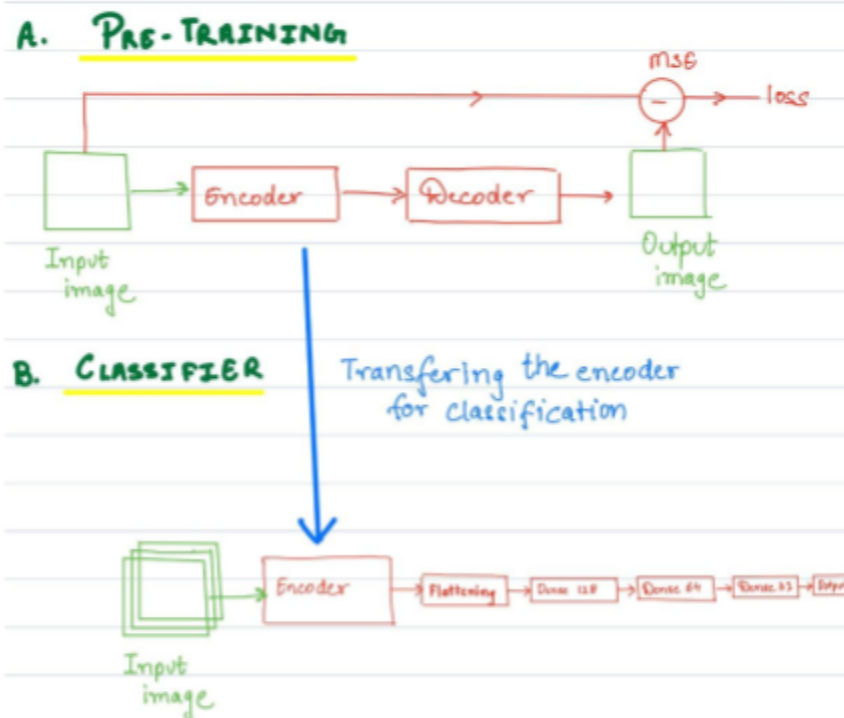 A. PRE-TRAINING
MSE
-
loss
Encoder
Decoder
Input
image
Output
image
B. CLASSIFIER
Transfering the encoder
for classification
Encoder
Flattening
Dense 128
Dense 64
Dense
Input
image